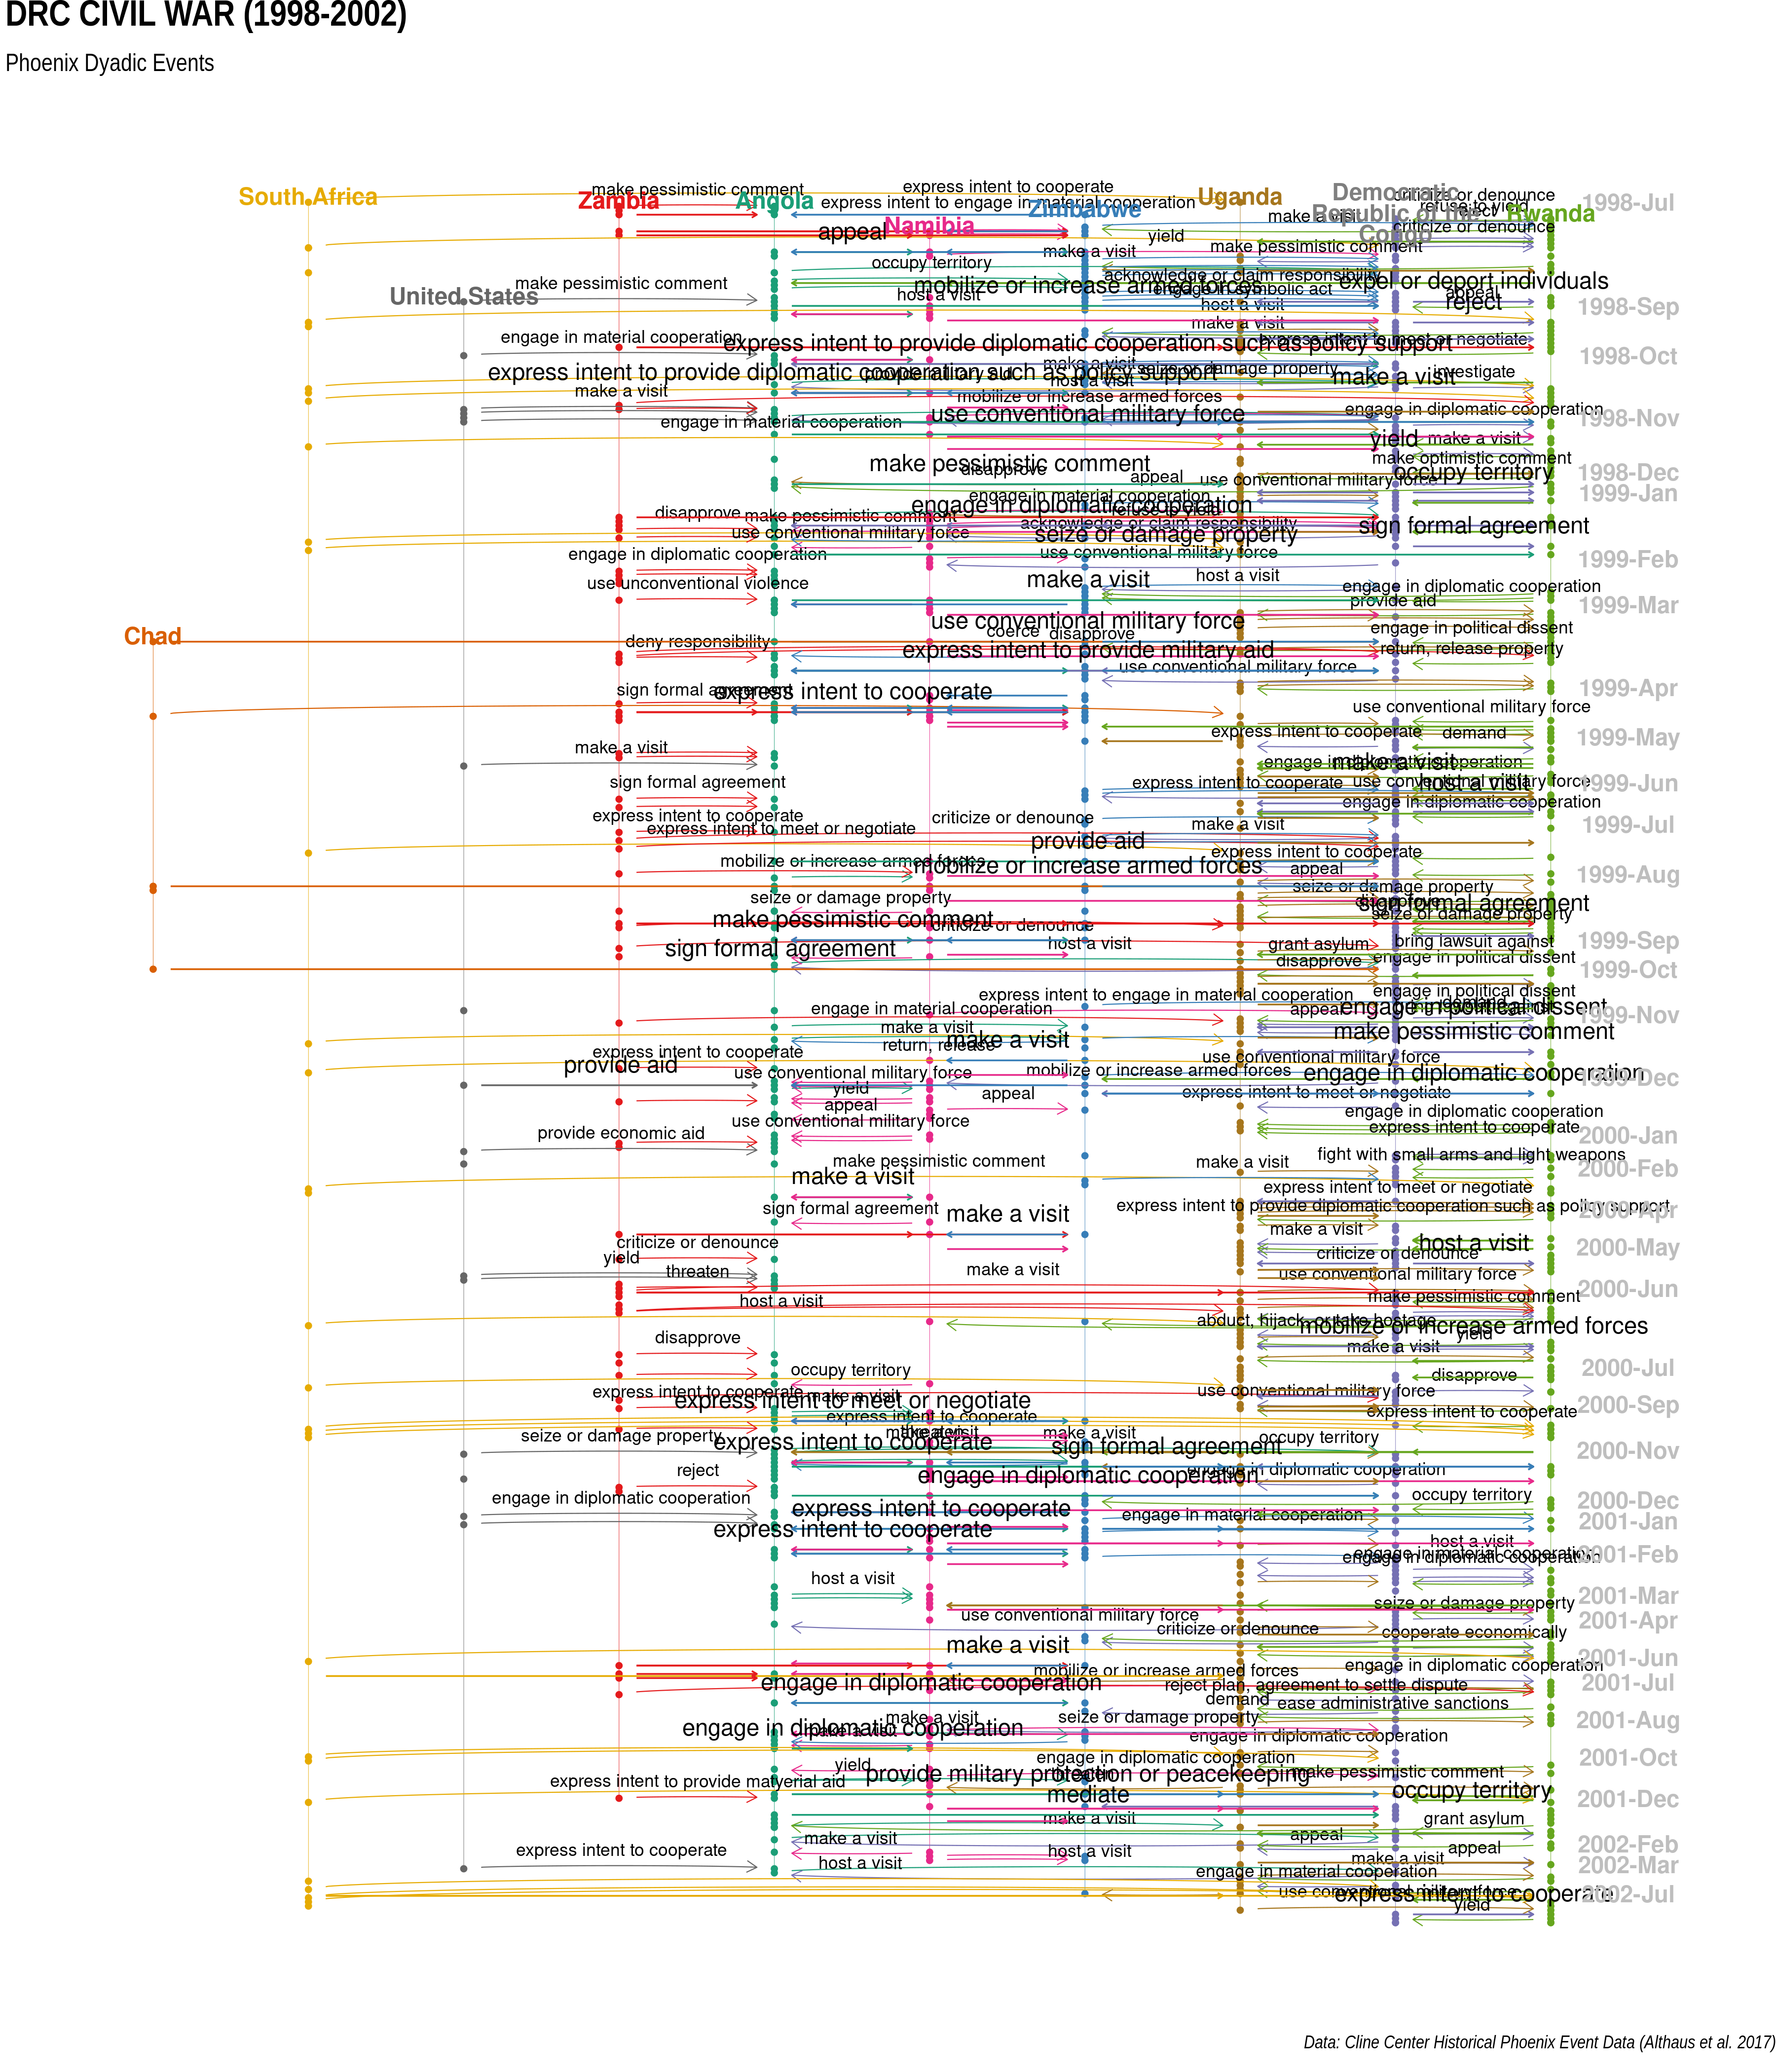 DRC CIVIL WAR (1998-2002)
Phoenix Dyadic Events
make pessimistic comment
express intent to cooperate
criticize or denounce
South Africa
Zambia
Angola
express intent to engage in material cooperation
Zimbabwe
Uganda
Democratic
Republic of the
Congo
Rwanda
1998-Jul
refuse to yield
make a visit
Namibia
criticize or denounce
appeal
yield
make pessimistic comment
make a visit
occupy territory
acknowledge or claim responsibility
make pessimistic comment
mobilize or increase armed forces
engage in symbolic act
expel or deport individuals
United States
host a visit
appeal
host a visit
reject
1998-Sep
make a visit
engage in material cooperation
express intent to provide diplomatic cooperation such as policy support
express intent to meet or negotiate
1998-Oct
make a visit
express intent to provide diplomatic cooperation such as policy support
provide military aid
seize or damage property
host a visit
make a visit
investigate
make a visit
mobilize or increase armed forces
engage in material cooperation
use conventional military force
engage in diplomatic cooperation
1998-Nov
yield
make a visit
make pessimistic comment
disapprove
make optimistic comment
appeal
use conventional military force
occupy territory
1998-Dec
1999-Jan
engage in material cooperation
engage in diplomatic cooperation
refuse to yield
disapprove
make pessimistic comment
acknowledge or claim responsibility
sign formal agreement
use conventional military force
seize or damage property
engage in diplomatic cooperation
use conventional military force
1999-Feb
use unconventional violence
make a visit
host a visit
engage in diplomatic cooperation
provide aid
1999-Mar
use conventional military force
Chad
deny responsibility
coerce
disapprove
engage in political dissent
express intent to provide military aid
return, release property
use conventional military force
sign formal agreement
express intent to cooperate
1999-Apr
use conventional military force
make a visit
express intent to cooperate
demand
1999-May
engage in diplomatic cooperation
make a visit
sign formal agreement
express intent to cooperate
use conventional military force
host a visit
1999-Jun
engage in diplomatic cooperation
express intent to cooperate
express intent to meet or negotiate
criticize or denounce
make a visit
1999-Jul
provide aid
mobilize or increase armed forces
mobilize or increase armed forces
express intent to cooperate
appeal
1999-Aug
seize or damage property
seize or damage property
disapprove
sign formal agreement
seize or damage property
make pessimistic comment
criticize or denounce
sign formal agreement
host a visit
grant asylum
bring lawsuit against
1999-Sep
disapprove
engage in political dissent
1999-Oct
engage in material cooperation
express intent to engage in material cooperation
engage in political dissent
appeal
demand
engage in political dissent
1999-Nov
make a visit
make a visit
return, release
make pessimistic comment
express intent to cooperate
provide aid
use conventional military force
use conventional military force
mobilize or increase armed forces
engage in diplomatic cooperation
1999-Dec
yield
appeal
appeal
express intent to meet or negotiate
use conventional military force
engage in diplomatic cooperation
express intent to cooperate
provide economic aid
2000-Jan
make pessimistic comment
make a visit
make a visit
fight with small arms and light weapons
2000-Feb
express intent to meet or negotiate
sign formal agreement
make a visit
express intent to provide diplomatic cooperation such as policy support
2000-Apr
make a visit
criticize or denounce
yield
host a visit
criticize or denounce
2000-May
threaten
make a visit
use conventional military force
2000-Jun
host a visit
make pessimistic comment
abduct, hijack, or take hostage
mobilize or increase armed forces
yield
disapprove
make a visit
2000-Jul
occupy territory
disapprove
express intent to cooperate
make a visit
express intent to meet or negotiate
use conventional military force
2000-Sep
express intent to cooperate
express intent to cooperate
seize or damage property
threaten
make a visit
make a visit
express intent to cooperate
sign formal agreement
occupy territory
2000-Nov
reject
engage in diplomatic cooperation
engage in diplomatic cooperation
engage in diplomatic cooperation
express intent to cooperate
occupy territory
2000-Dec
engage in material cooperation
express intent to cooperate
2001-Jan
host a visit
engage in material cooperation
engage in diplomatic cooperation
2001-Feb
host a visit
2001-Mar
seize or damage property
use conventional military force
criticize or denounce
cooperate economically
2001-Apr
make a visit
mobilize or increase armed forces
engage in diplomatic cooperation
2001-Jun
engage in diplomatic cooperation
reject plan, agreement to settle dispute
2001-Jul
demand
ease administrative sanctions
make a visit
seize or damage property
2001-Aug
engage in diplomatic cooperation
make a visit
engage in diplomatic cooperation
yield
engage in diplomatic cooperation
2001-Oct
express intent to provide matyerial aid
provide military protection or peacekeeping
make pessimistic comment
mediate
occupy territory
2001-Dec
make a visit
grant asylum
make a visit
appeal
express intent to cooperate
host a visit
appeal
2002-Feb
host a visit
make a visit
engage in material cooperation
2002-Mar
use conventional military force
express intent to cooperate
2002-Jul
yield
Data: Cline Center Historical Phoenix Event Data (Althaus et al. 2017)